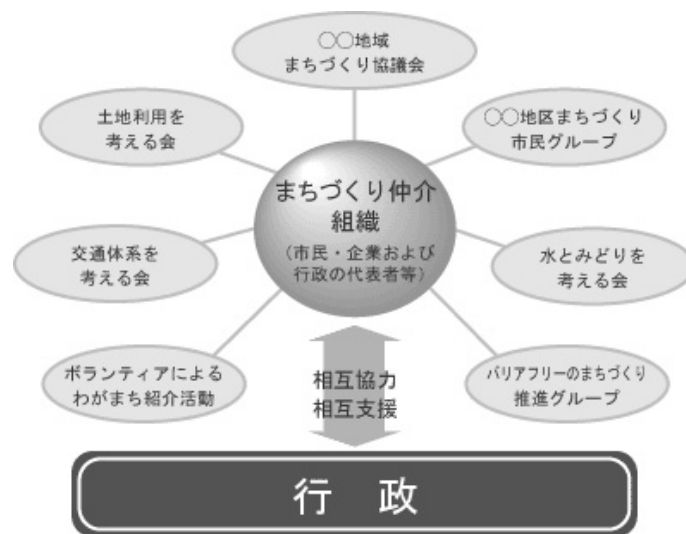 ○○地域
まちづくり協議会
土地利用を
考える会
○○地区まちづくり
市民グループ
まちづくり仲介
組織
（市民・企業および
行政の代表者等）
交通体系を
考える会
水とみどりを
考える会
ボランティアによる
わがまち紹介活動
バリアフリーのまちづくり
推進グループ
相互協力
相互支援
行　政